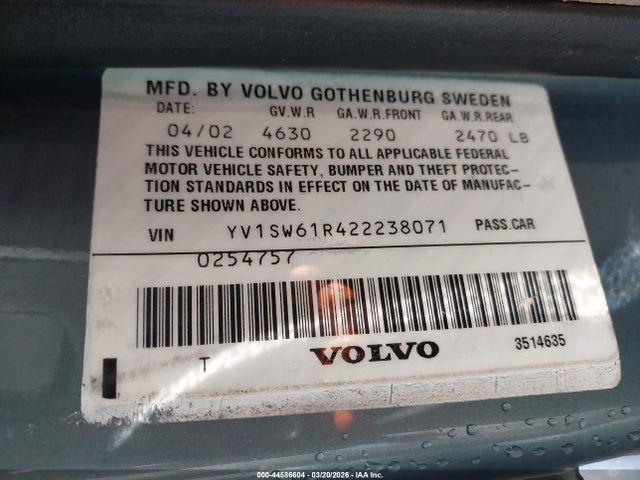 MFD. BY VOLVO GOTHENBURG SWEDEN
DATE: GV.W.R GA.W.R.FRONT GA.W.R.REAR
04/02 4630 2290 2470 LB
THIS VEHICLE CONFORMS TO ALL APPLICABLE FEDERAL
MOTOR VEHICLE SAFETY, BUMPER AND THEFT PROTEC-
TION STANDARDS IN EFFECT ON THE DATE OF MANUFAC-
TURE SHOWN ABOVE.
VIN YV1SW61R422238071 PASS.CAR
0254757
T VOLVO 3514635
000-44586604 - 03/20/2026 - IAA Inc.